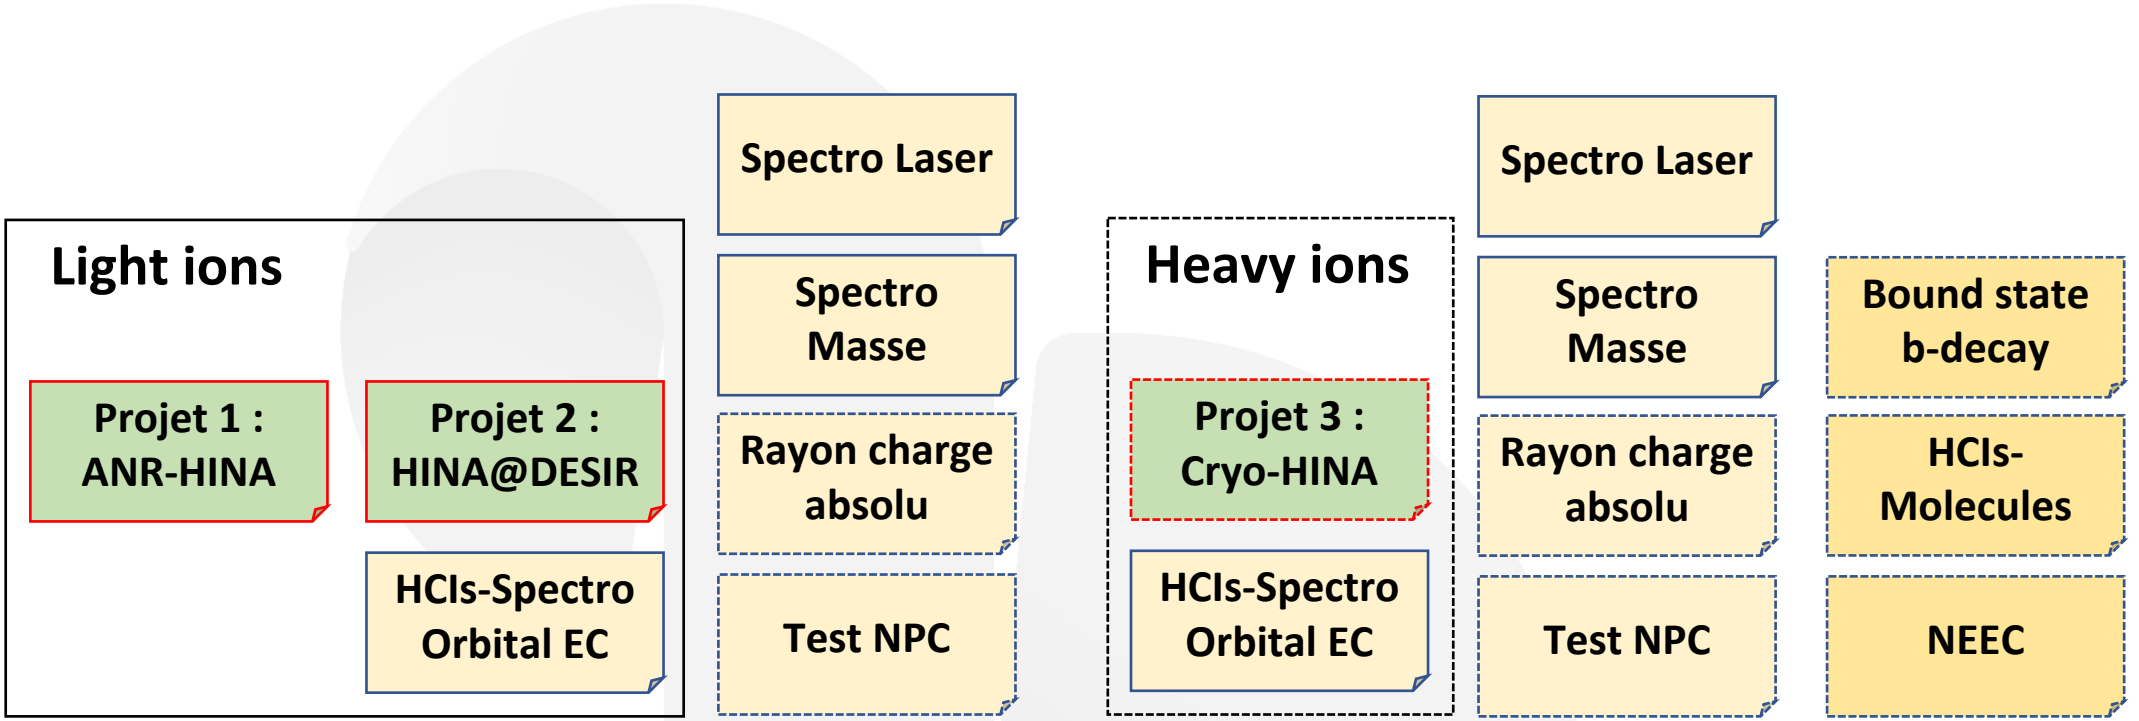 Light ions
Projet 1 :
ANR-HINA
Projet 2 :
HINA@DESIR
HCIs-Spectro
Orbital EC
Spectro Laser
Spectro
Masse
Rayon charge
absolu
Test NPC
Heavy ions
Projet 3 :
Cryo-HINA
HCIs-Spectro
Orbital EC
Spectro Laser
Spectro
Masse
Rayon charge
absolu
Test NPC
Bound state
b-decay
HCIs-
Molecules
NEEC